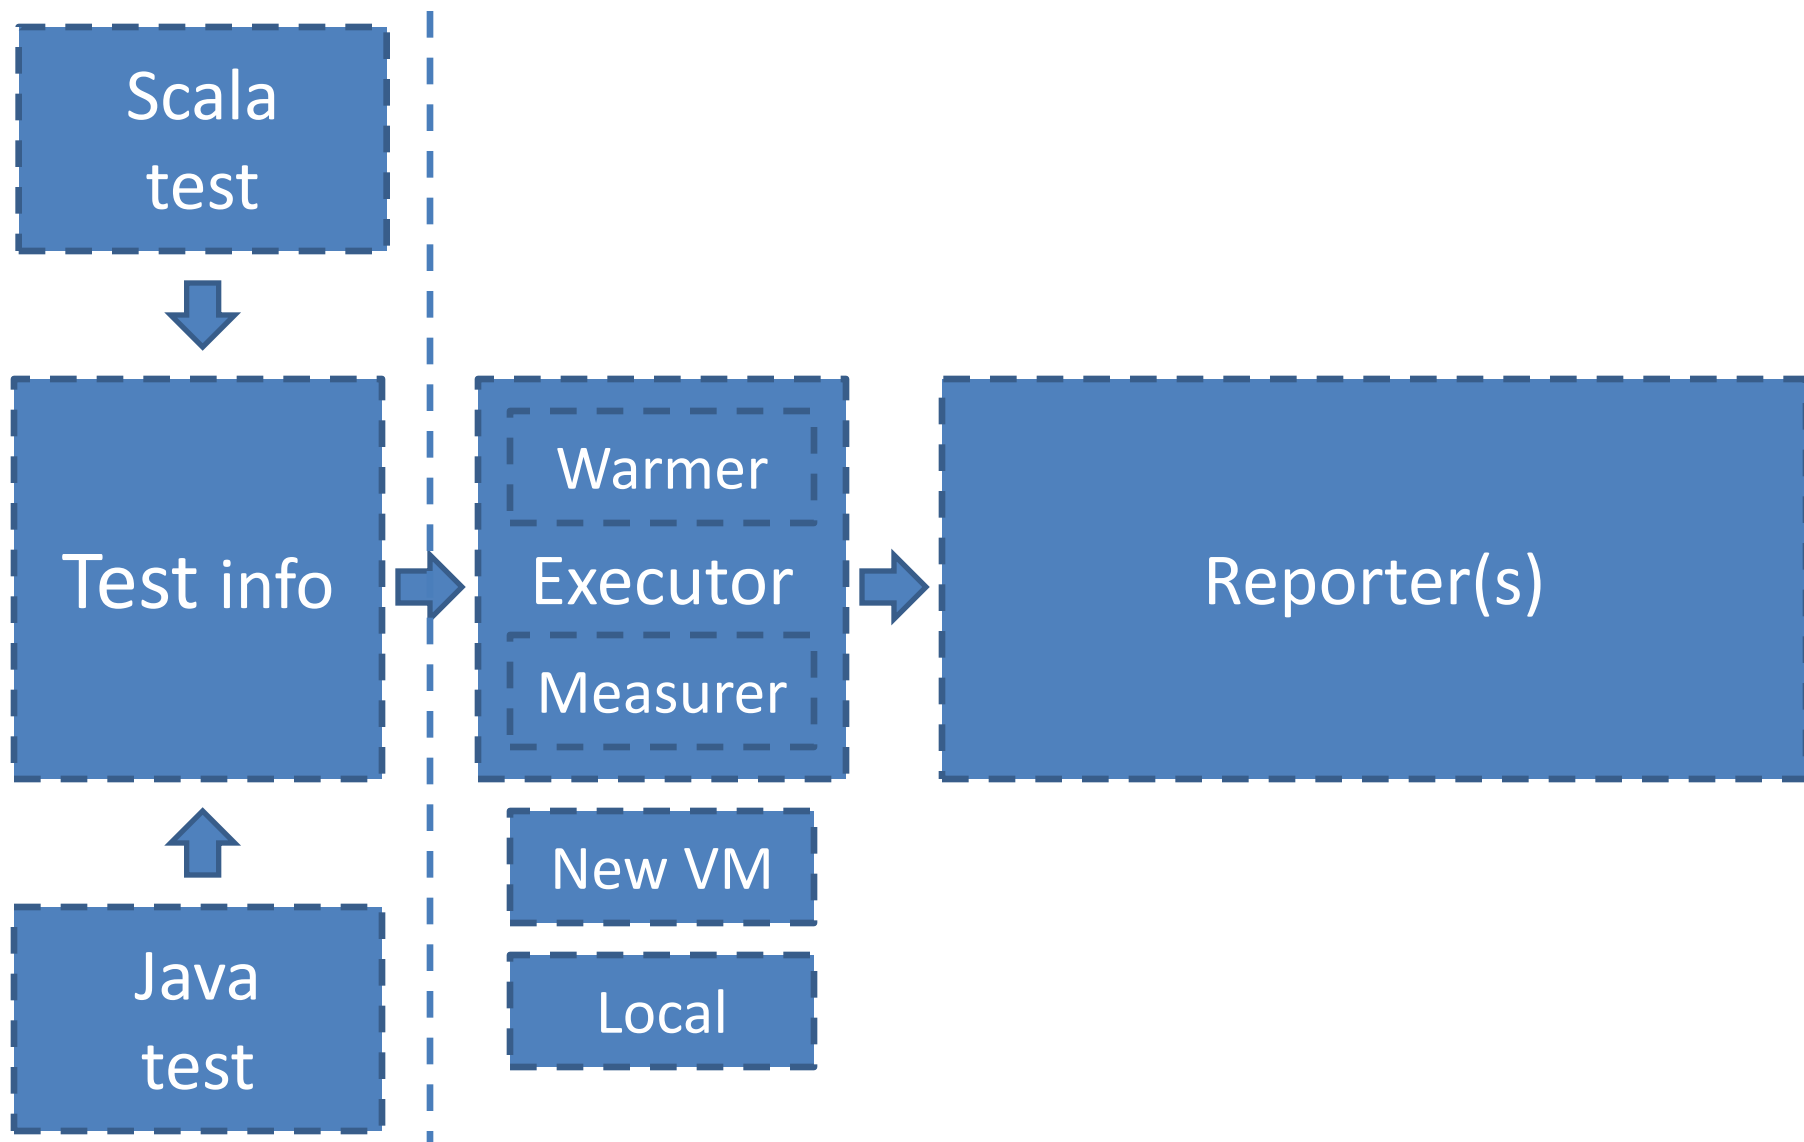 Scala
test
Test info
Java
test
Warmer
Executor
Measurer
New VM
Local
Reporter(s)